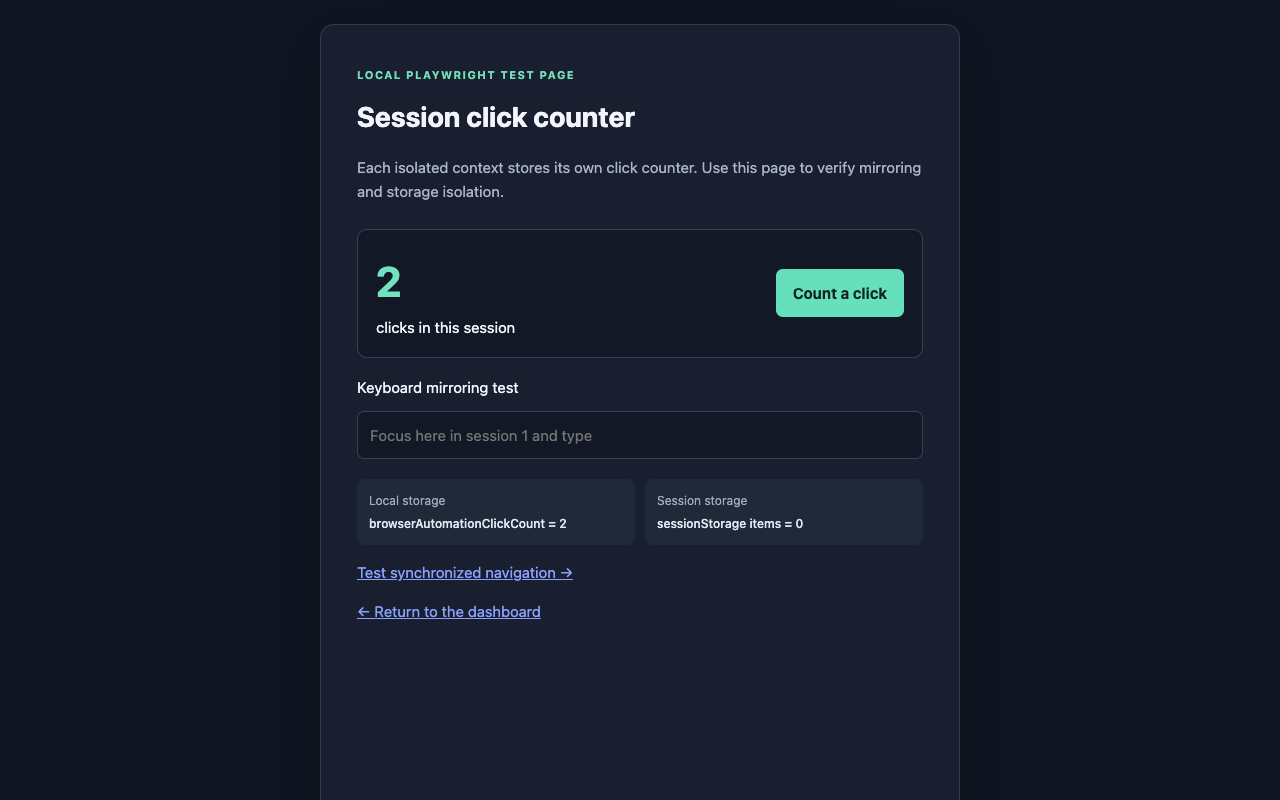 LOCAL PLAYWRIGHT TEST PAGE
Session click counter
Each isolated context stores its own click counter. Use this page to verify mirroring
and storage isolation.
2
clicks in this session
Count a click
Keyboard mirroring test
Focus here in session 1 and type
Local storage
browserAutomationClickCount = 2
Session storage
sessionStorage items = 0
Test synchronized navigation →
← Return to the dashboard